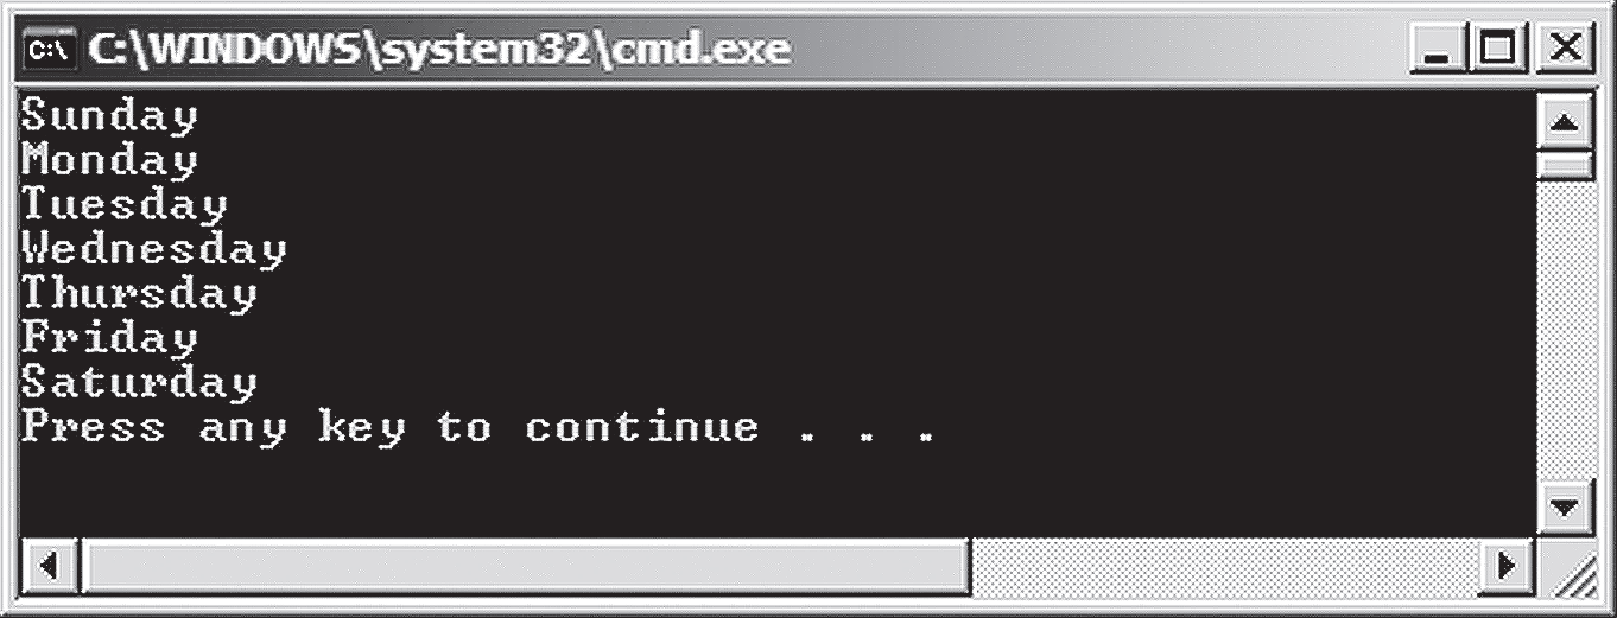 C:\ C:\WINDOWS\system32\cmd.exe
Sunday
Monday
Tuesday
Wednesday
Thursday
Friday
Saturday
Press any key to continue . . .